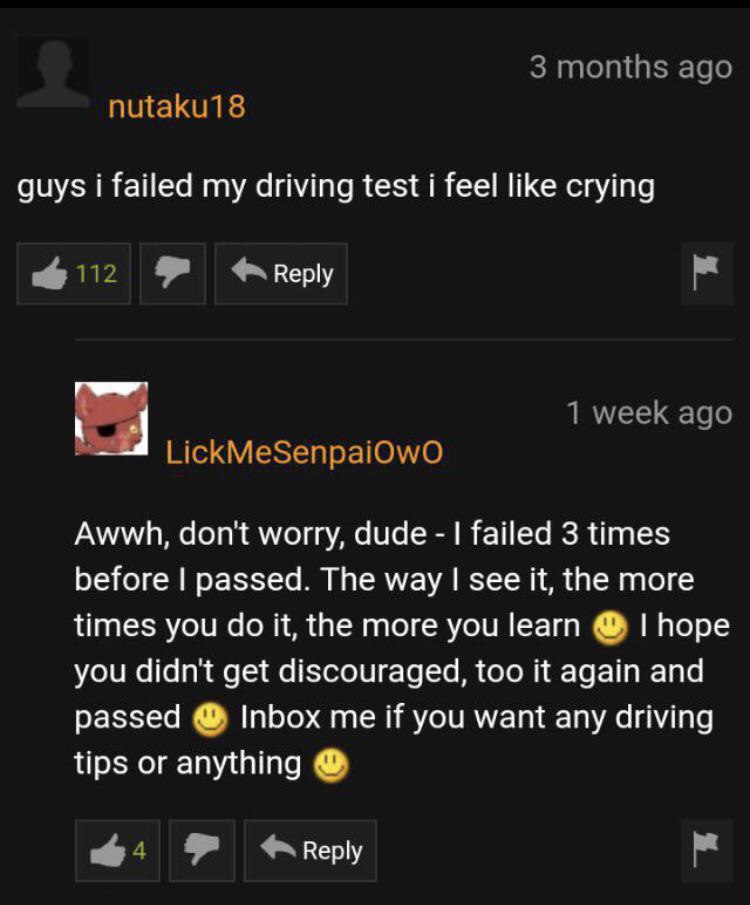 3 months ago
nutaku18
guys i failed my driving test i feel like crying
112
Reply
1 week ago
LickMeSenpaiOwO
Awwh, don't worry, dude - I failed 3 times
before I passed. The way I see it, the more
times you do it, the more you learn 🙂 I hope
you didn't get discouraged, too it again and
passed 🙂 Inbox me if you want any driving
tips or anything 🙂
4
Reply